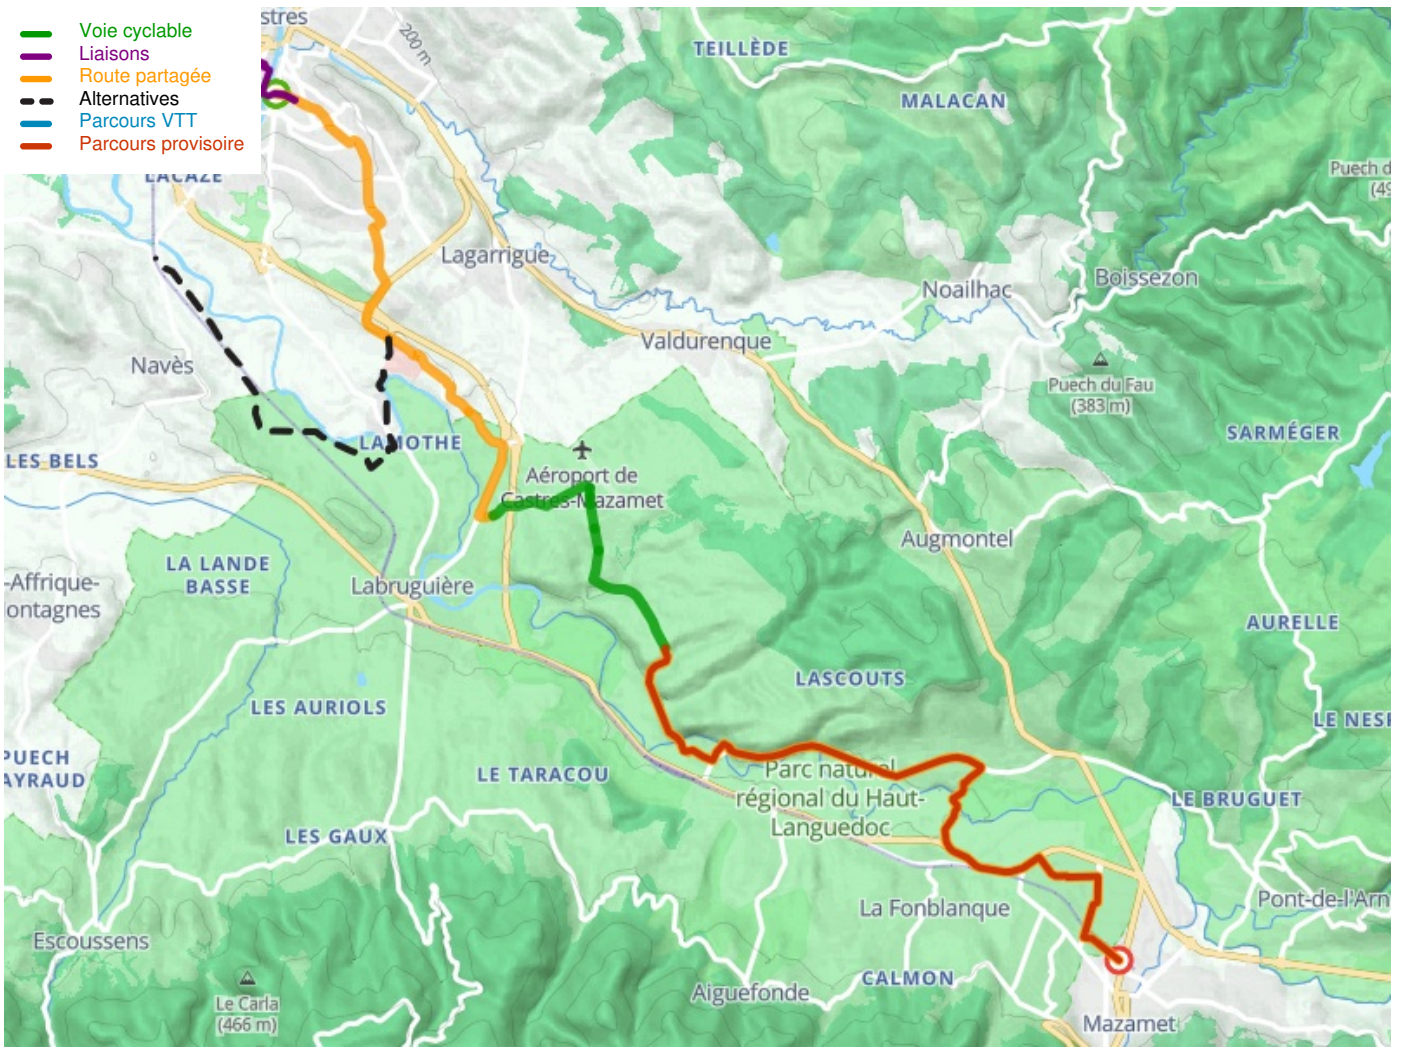 Voie cyclable
Liaisons
Route partagée
Alternatives
Parcours VTT
Parcours provisoire
stres
200 m
TEILLÈDE
MALACAN
Puech d
(49
LACAZE
Lagarrigue
Noailhac
Boissezon
Valdurenque
Navès
Puech du Fau
(383 m)
SARMÉGER
LAMOTHE
LES BELS
Aéroport de
Castres-Mazamet
Augmontel
LA LANDE
BASSE
Labruguière
-Affrique-
ontagnes
AURELLE
LASCOUTS
LES AURIOLS
LE NESP
PUECH
AYRAUD
LE TARACOU
Parc naturel
régional du Haut-
Languedoc
LE BRUGUET
LES GAUX
La Fonblanque
Pont-de-l'Arn
Escoussens
CALMON
Aiguefonde
Le Carla
(466 m)
Mazamet